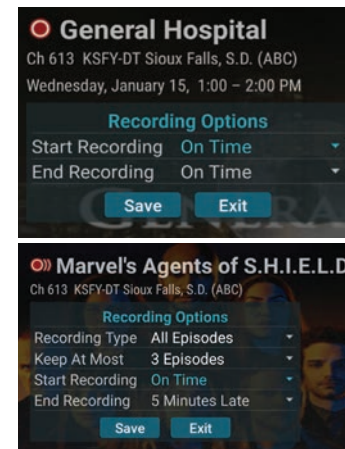 General Hospital
Ch 613 KSFY-DT Sioux Falls, S.D. (ABC)
Wednesday, January 15, 1:00 – 2:00 PM
Recording Options
Start Recording On Time
End Recording On Time
Save Exit
GENERA
Marvel's Agents of S.H.I.E.L.D
Ch 613 KSFY-DT Sioux Falls, S.D. (ABC)
Recording Options
Recording Type All Episodes
Keep At Most 3 Episodes
Start Recording On Time
End Recording 5 Minutes Late
Save Exit